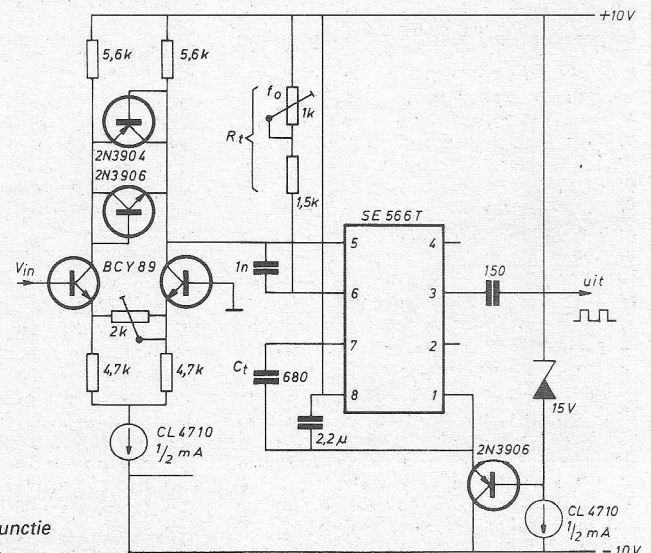 +10V
5,6k
5,6k
fo
1k
Rt
2N3904
2N3906
1,5k
SE 566T
5
4
Vin
BCY 89
1n
6
3
150
uit
2k
7
2
Ct
680
4,7k
4,7k
8
1
15V
2,2µ
CL 4710
½ mA
2N3906
CL 4710
½ mA
unctie
-10V